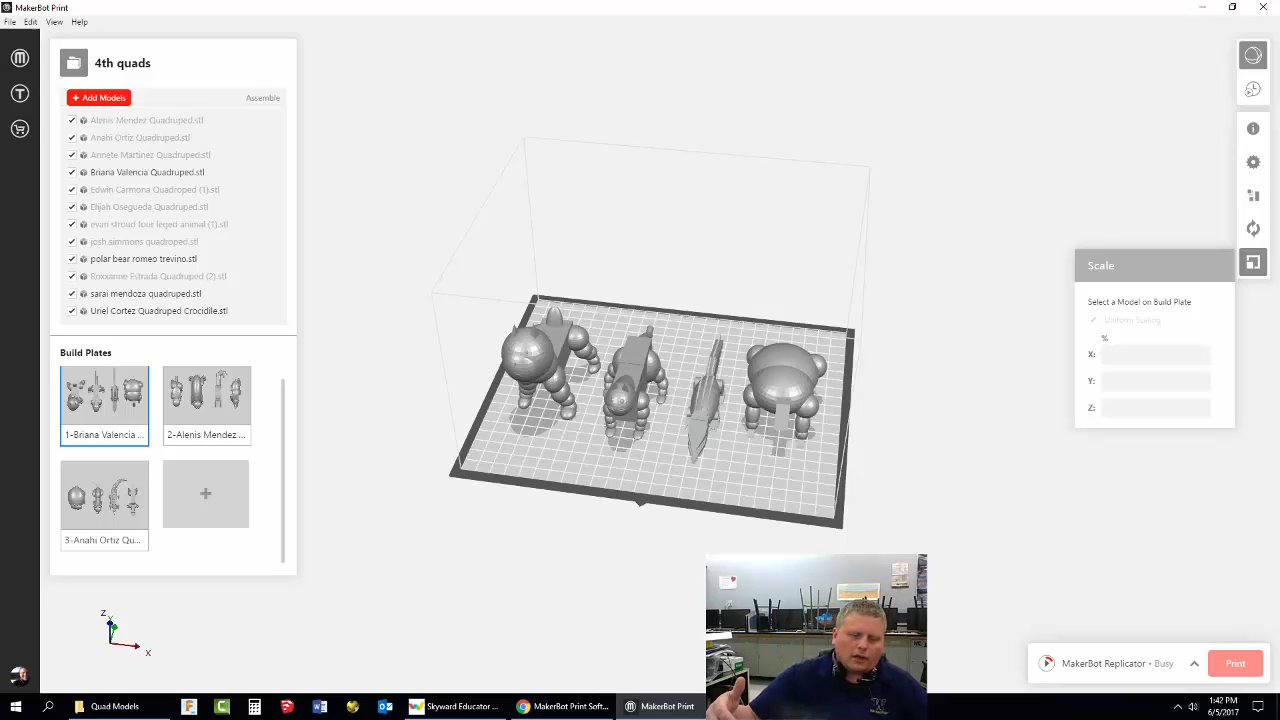 MakerBot Print
File Edit View Help
4th quads
+ Add Models
Assemble
Alenis Mendez Quadruped.stl
Anahi Ortiz Quadruped.stl
Annete Martinez Quadruped.stl
Briana Valencia Quadruped.stl
Edwin Carmona Quadroped (1).stl
Elijah Osegueda Quadruped.stl
evan stroud four leged animal (1).stl
josh simmons quadroped.stl
polar bear romeo trevino.stl
Roxxanne Estrada Quadruped (2).stl
sarai mendoza quadruped.stl
Uriel Cortez Quadruped Crocidile.stl
Build Plates
1-Briana Valencia ...
2-Alenis Mendez ...
3-Anahi Ortiz Qu...
+
Z
Y
X
Scale
Select a Model on Build Plate
Uniform Scaling
%
X:
Y:
Z:
MakerBot Replicator • Busy
Print
Quad Models
Skyward Educator ...
MakerBot Print Soft...
MakerBot Print
1:42 PM
6/5/2017